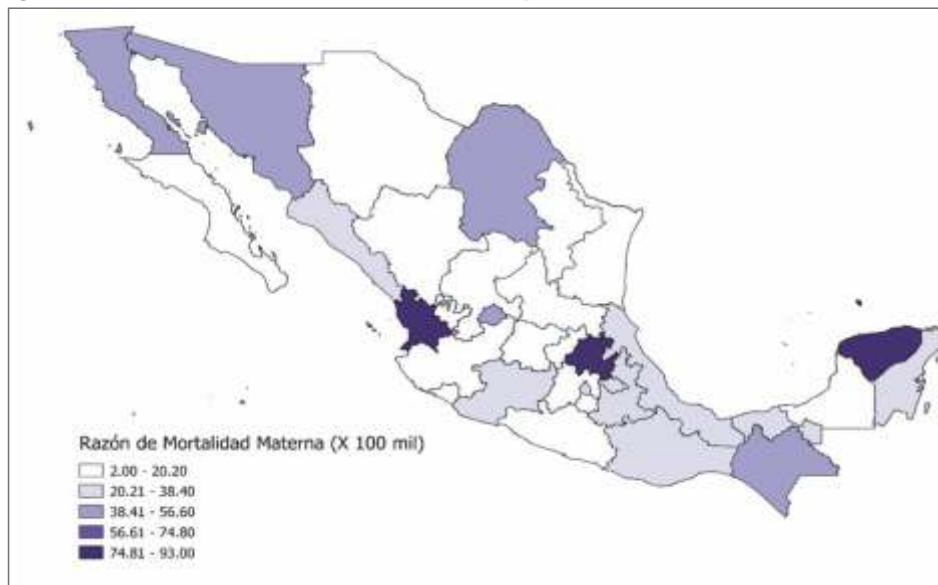 Razón de Mortalidad Materna (X 100 mil)
2.00 - 20.20
20.21 - 38.40
38.41 - 56.60
56.61 - 74.80
74.81 - 93.00